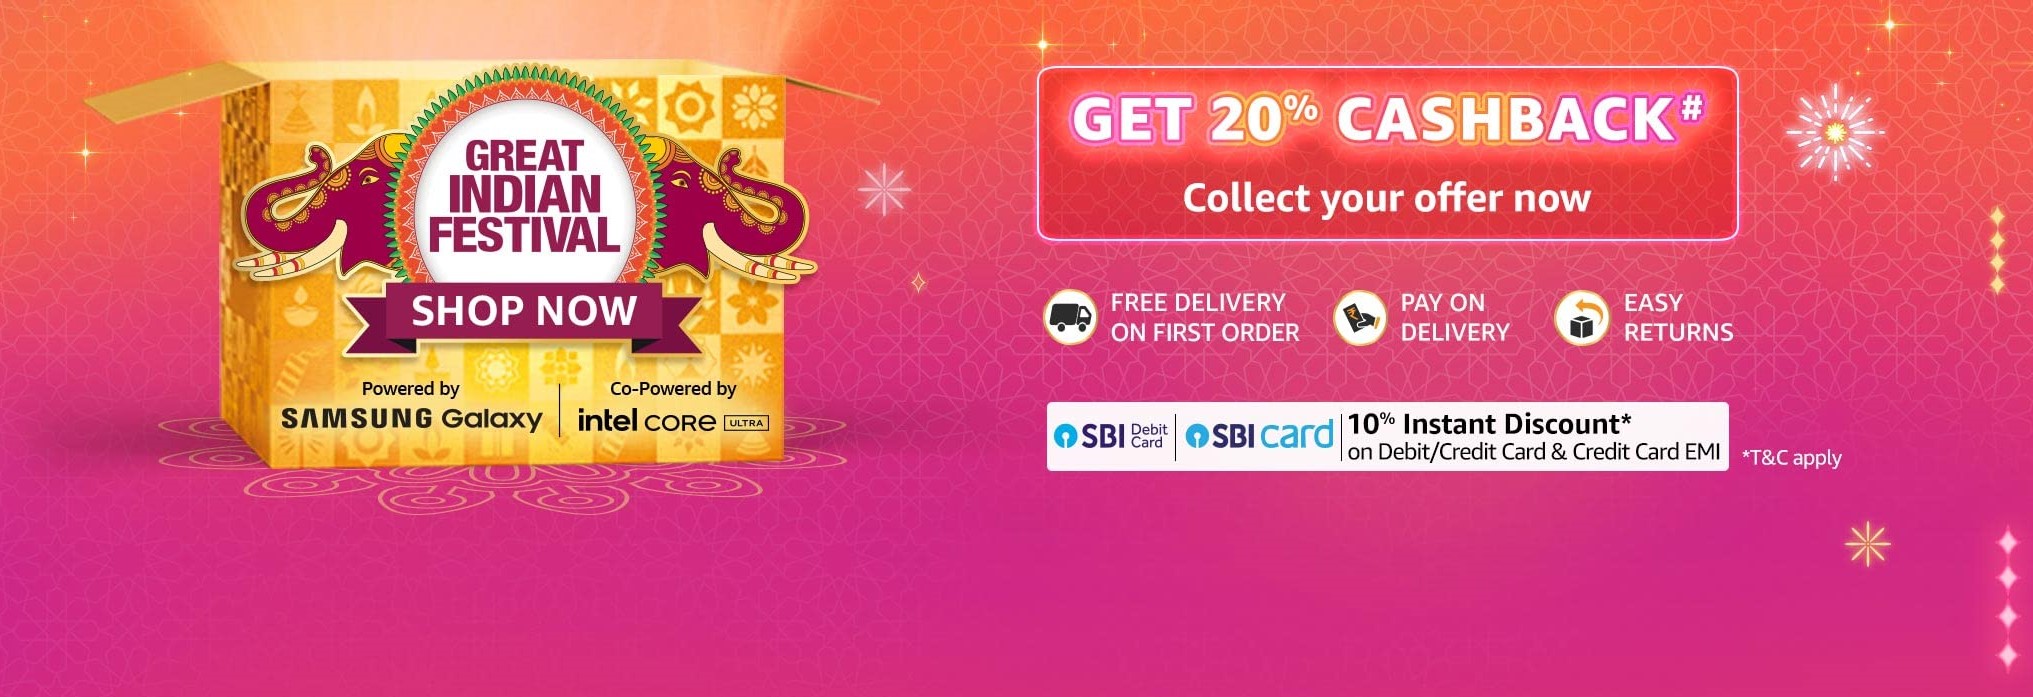 GREAT
INDIAN
FESTIVAL
SHOP NOW
Powered by
SAMSUNG Galaxy
Co-Powered by
intel CORE ULTRA
GET 20% CASHBACK#
Collect your offer now
FREE DELIVERY
ON FIRST ORDER
PAY ON
DELIVERY
EASY
RETURNS
SBI Debit
Card
SBI card
10% Instant Discount*
on Debit/Credit Card & Credit Card EMI
*T&C apply